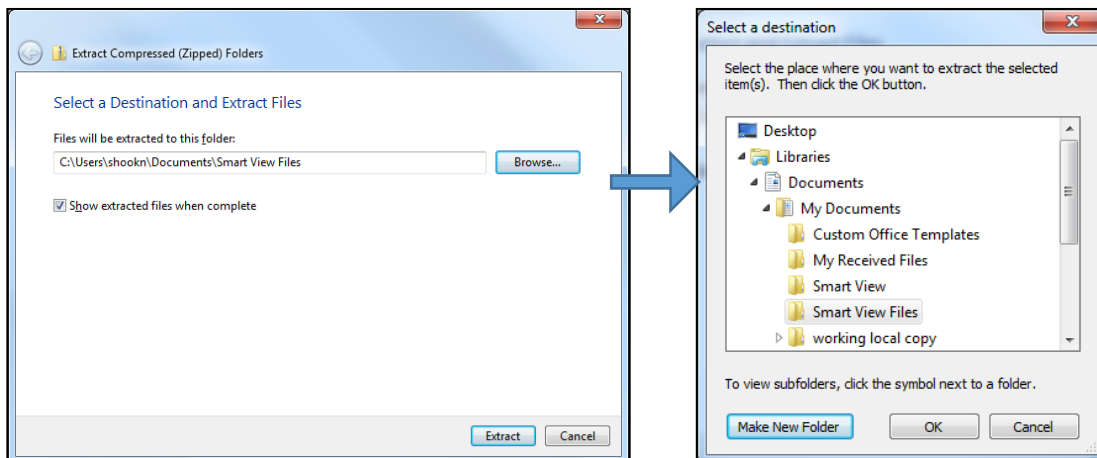 Extract Compressed (Zipped) Folders
Select a Destination and Extract Files
Files will be extracted to this folder:
C:\Users\shookn\Documents\Smart View Files
Browse...
Show extracted files when complete
Extract
Cancel
Select a destination
Select the place where you want to extract the selected
item(s). Then click the OK button.
Desktop
Libraries
Documents
My Documents
Custom Office Templates
My Received Files
Smart View
Smart View Files
working local copy
To view subfolders, click the symbol next to a folder.
Make New Folder
OK
Cancel